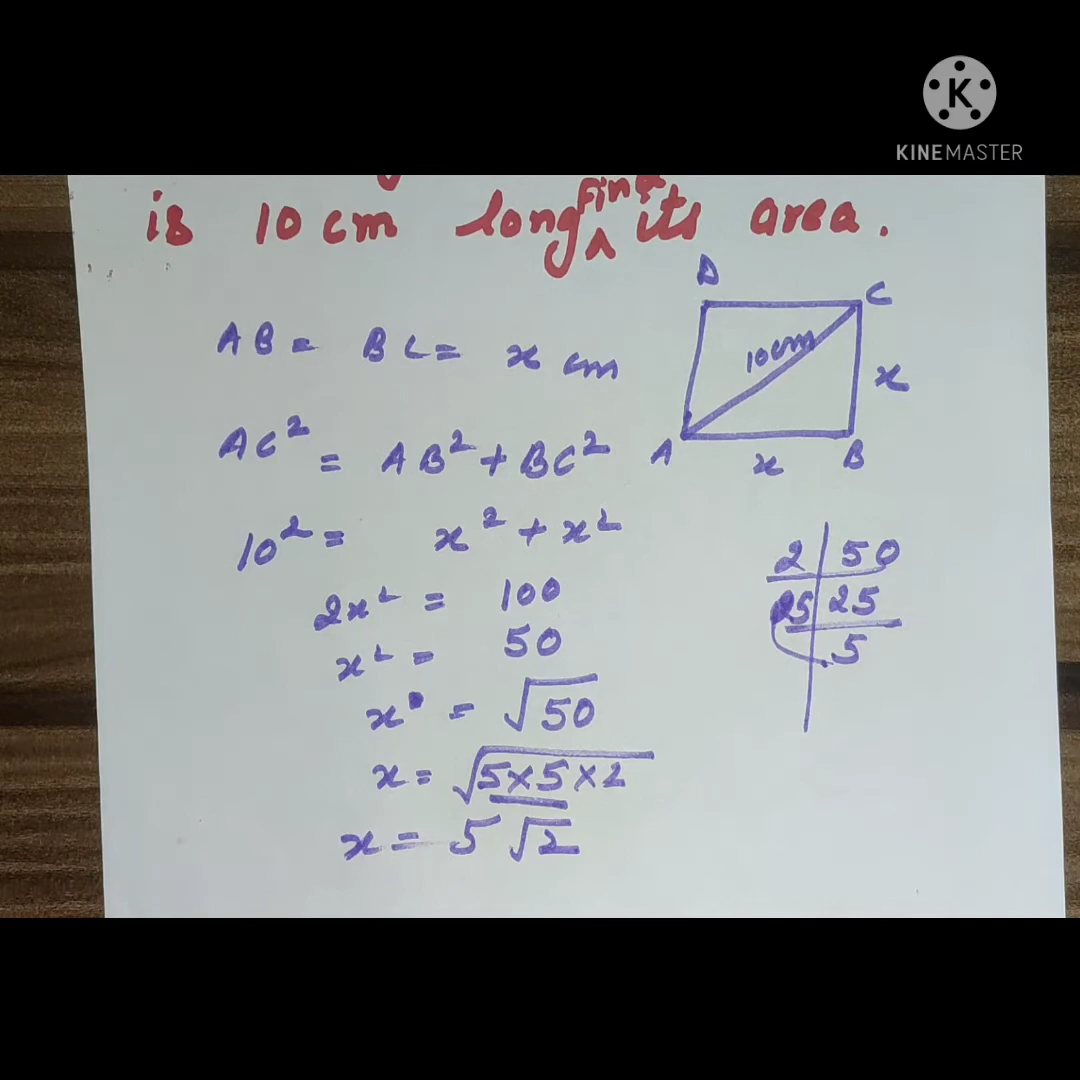 K
KINEMASTER
is 10 cm long ^ Find its area.
D
C
AB = BC = x cm
10cm
x
AC² = AB² + BC²
A
x
B
10² = x² + x²
2 | 50
2x² = 100
25 | 25
x² = 50
5
x = √50
x = √5×5×2
x = 5√2